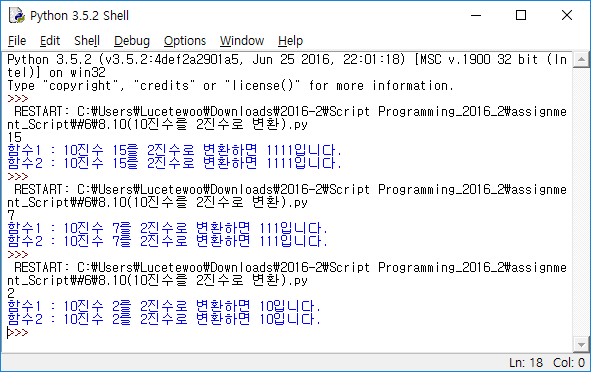 Python 3.5.2 Shell
File Edit Shell Debug Options Window Help
Python 3.5.2 (v3.5.2:4def2a2901a5, Jun 25 2016, 22:01:18) [MSC v.1900 32 bit (In
tel)] on win32
Type "copyright", "credits" or "license()" for more information.
>>>
RESTART: C:₩Users₩Lucetewoo₩Downloads₩2016-2₩Script Programming_2016_2₩assignme
nt_Script₩#6₩8.10(10진수를 2진수로 변환).py
15
함수1 : 10진수 15를 2진수로 변환하면 1111입니다.
함수2 : 10진수 15를 2진수로 변환하면 1111입니다.
>>>
RESTART: C:₩Users₩Lucetewoo₩Downloads₩2016-2₩Script Programming_2016_2₩assignme
nt_Script₩#6₩8.10(10진수를 2진수로 변환).py
7
함수1 : 10진수 7를 2진수로 변환하면 111입니다.
함수2 : 10진수 7를 2진수로 변환하면 111입니다.
>>>
RESTART: C:₩Users₩Lucetewoo₩Downloads₩2016-2₩Script Programming_2016_2₩assignme
nt_Script₩#6₩8.10(10진수를 2진수로 변환).py
2
함수1 : 10진수 2를 2진수로 변환하면 10입니다.
함수2 : 10진수 2를 2진수로 변환하면 10입니다.
>>>
Ln: 18 Col: 0